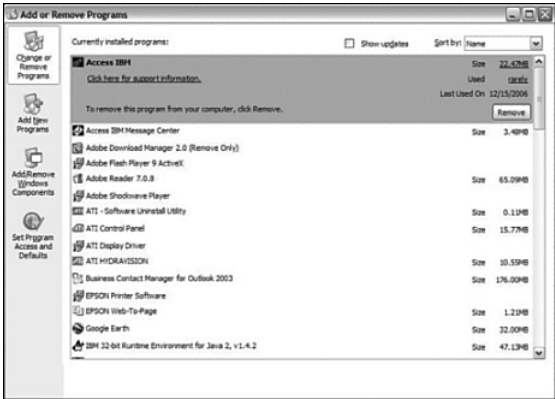 Add or Remove Programs
Change or
Remove
Programs
Add New
Programs
Add/Remove
Windows
Components
Set Program
Access and
Defaults
Currently installed programs:
Show updates
Sort by: Name
Access IBM Size 22.47MB
Click here for support information. Used rarely
Last Used On 12/15/2006
To remove this program from your computer, click Remove. Remove
Access IBM Message Center Size 3.48MB
Adobe Download Manager 2.0 (Remove Only)
Adobe Flash Player 9 ActiveX
Adobe Reader 7.0.8 Size 65.09MB
Adobe Shockwave Player
ATI - Software Uninstall Utility Size 0.11MB
ATI Control Panel Size 15.77MB
ATI Display Driver
ATI HYDRAVISION Size 10.55MB
Business Contact Manager for Outlook 2003 Size 176.00MB
EPSON Printer Software
EPSON Web-To-Page Size 1.21MB
Google Earth Size 32.00MB
IBM 32-bit Runtime Environment for Java 2, v1.4.2 Size 47.13MB